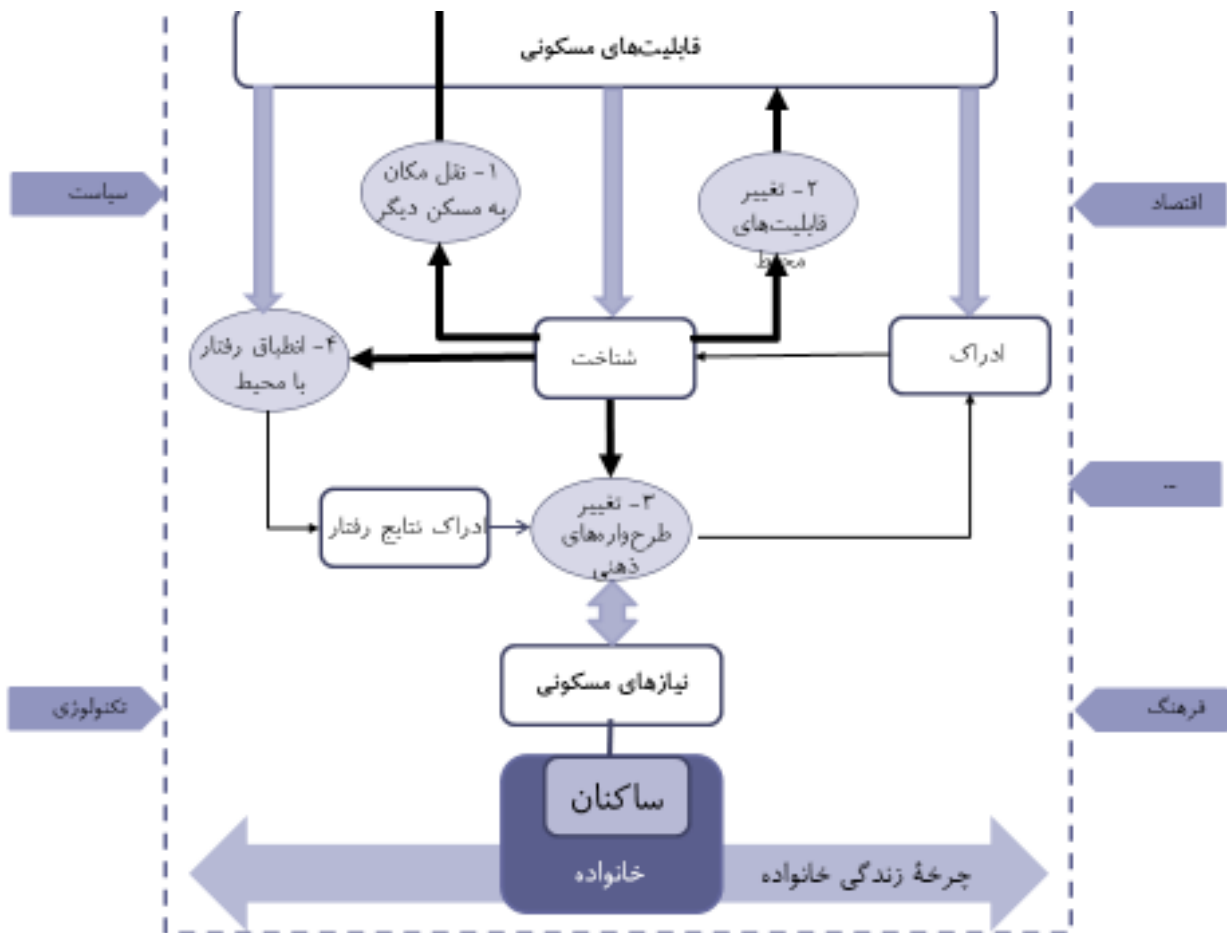 قابلیت‌های مسکونی
۱- نقل مکان
به مسکن دیگر
۲- تغییر
قابلیت‌های
محیط
سیاست
اقتصاد
۴- انطباق رفتار
با محیط
شناخت
ادراک
۳- تغییر
طرح‌واره‌های
ذهنی
ادراک نتایج رفتار
...
نیازهای مسکونی
تکنولوژی
فرهنگ
ساکنان
خانواده
چرخهٔ زندگی خانواده